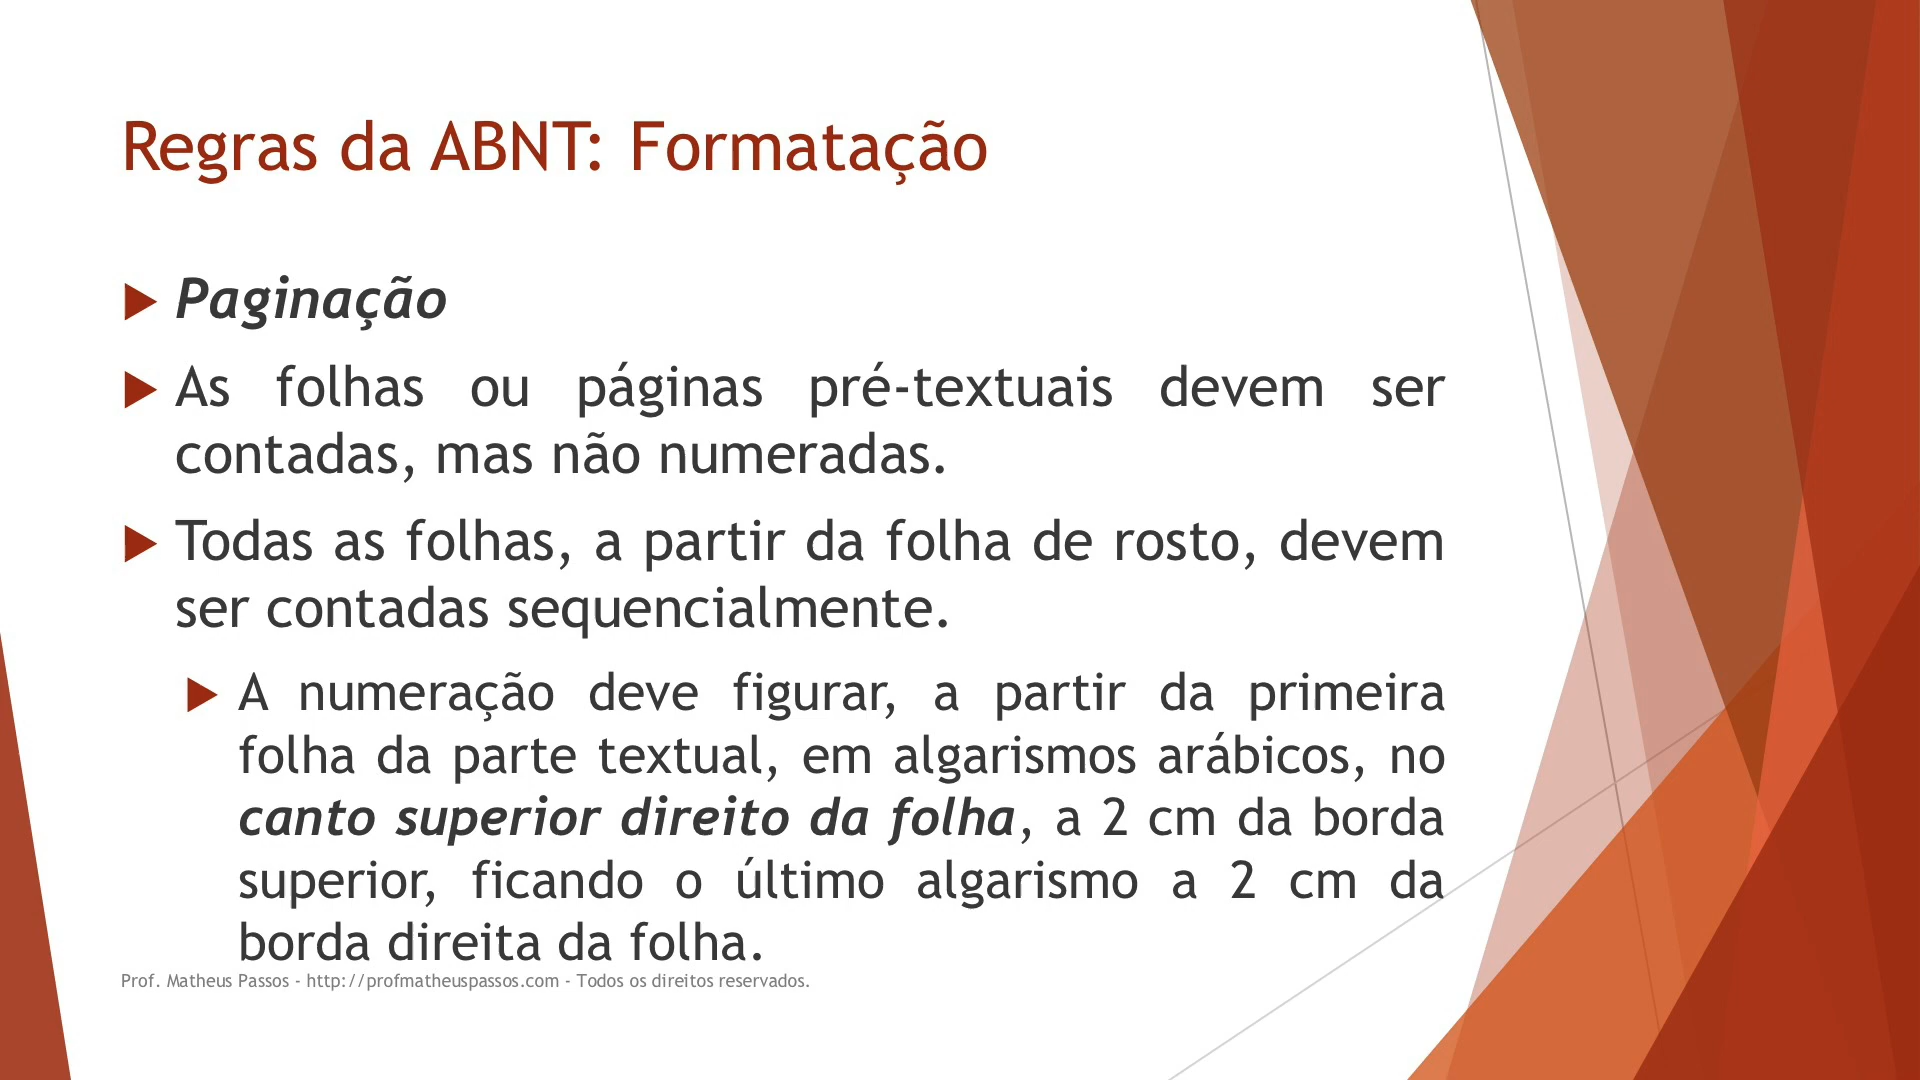 Regras da ABNT: Formatação
Paginação
As folhas ou páginas pré-textuais devem ser
contadas, mas não numeradas.
Todas as folhas, a partir da folha de rosto, devem
ser contadas sequencialmente.
A numeração deve figurar, a partir da primeira
folha da parte textual, em algarismos arábicos, no
canto superior direito da folha, a 2 cm da borda
superior, ficando o último algarismo a 2 cm da
borda direita da folha.
Prof. Matheus Passos - http://profmatheuspassos.com - Todos os direitos reservados.